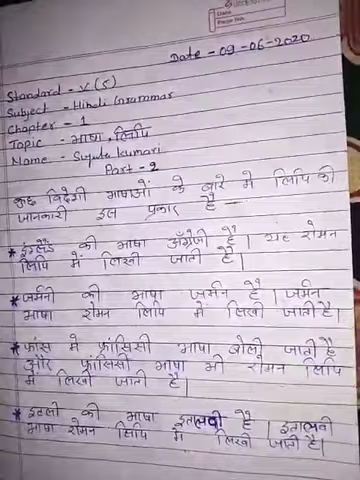 Date - 09-06-2020
Standard - V(5)
Subject - Hindi Grammar
Chapter - 1
Topic - भाषा, लिपि
Name - Sujata Kumari
Part - 2
कुछ विदेशी भाषाओं के बारे में लिपि की
जानकारी इस प्रकार है —
* इंग्लैंड की भाषा अँग्रेजी है | यह रोमन
लिपि में लिखी जाती है |
* जर्मनी की भाषा जर्मन है | जर्मन
भाषा रोमन लिपि में लिखी जाती है |
* फ्रांस में फ्रांसिसी भाषा बोली जाती है
और फ्रांसिसी भाषा भी रोमन लिपि
में लिखी जाती है |
* इटली की भाषा इतालवी है | इतालवी
भाषा रोमन लिपि में लिखी जाती है |